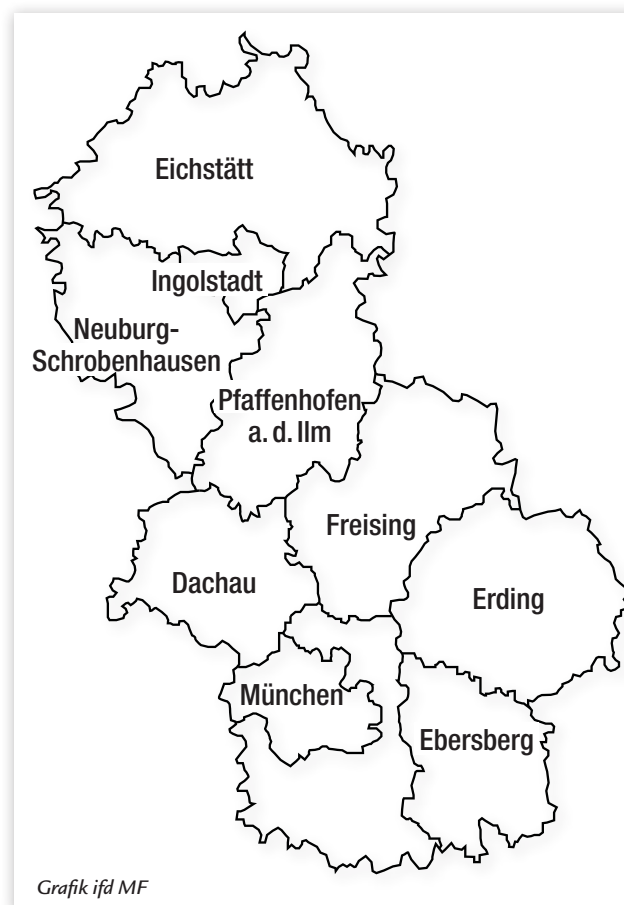 Eichstätt
Ingolstadt
Neuburg-
Schrobenhausen
Pfaffenhofen
a. d. Ilm
Freising
Dachau
Erding
München
Ebersberg
Grafik ifd MF